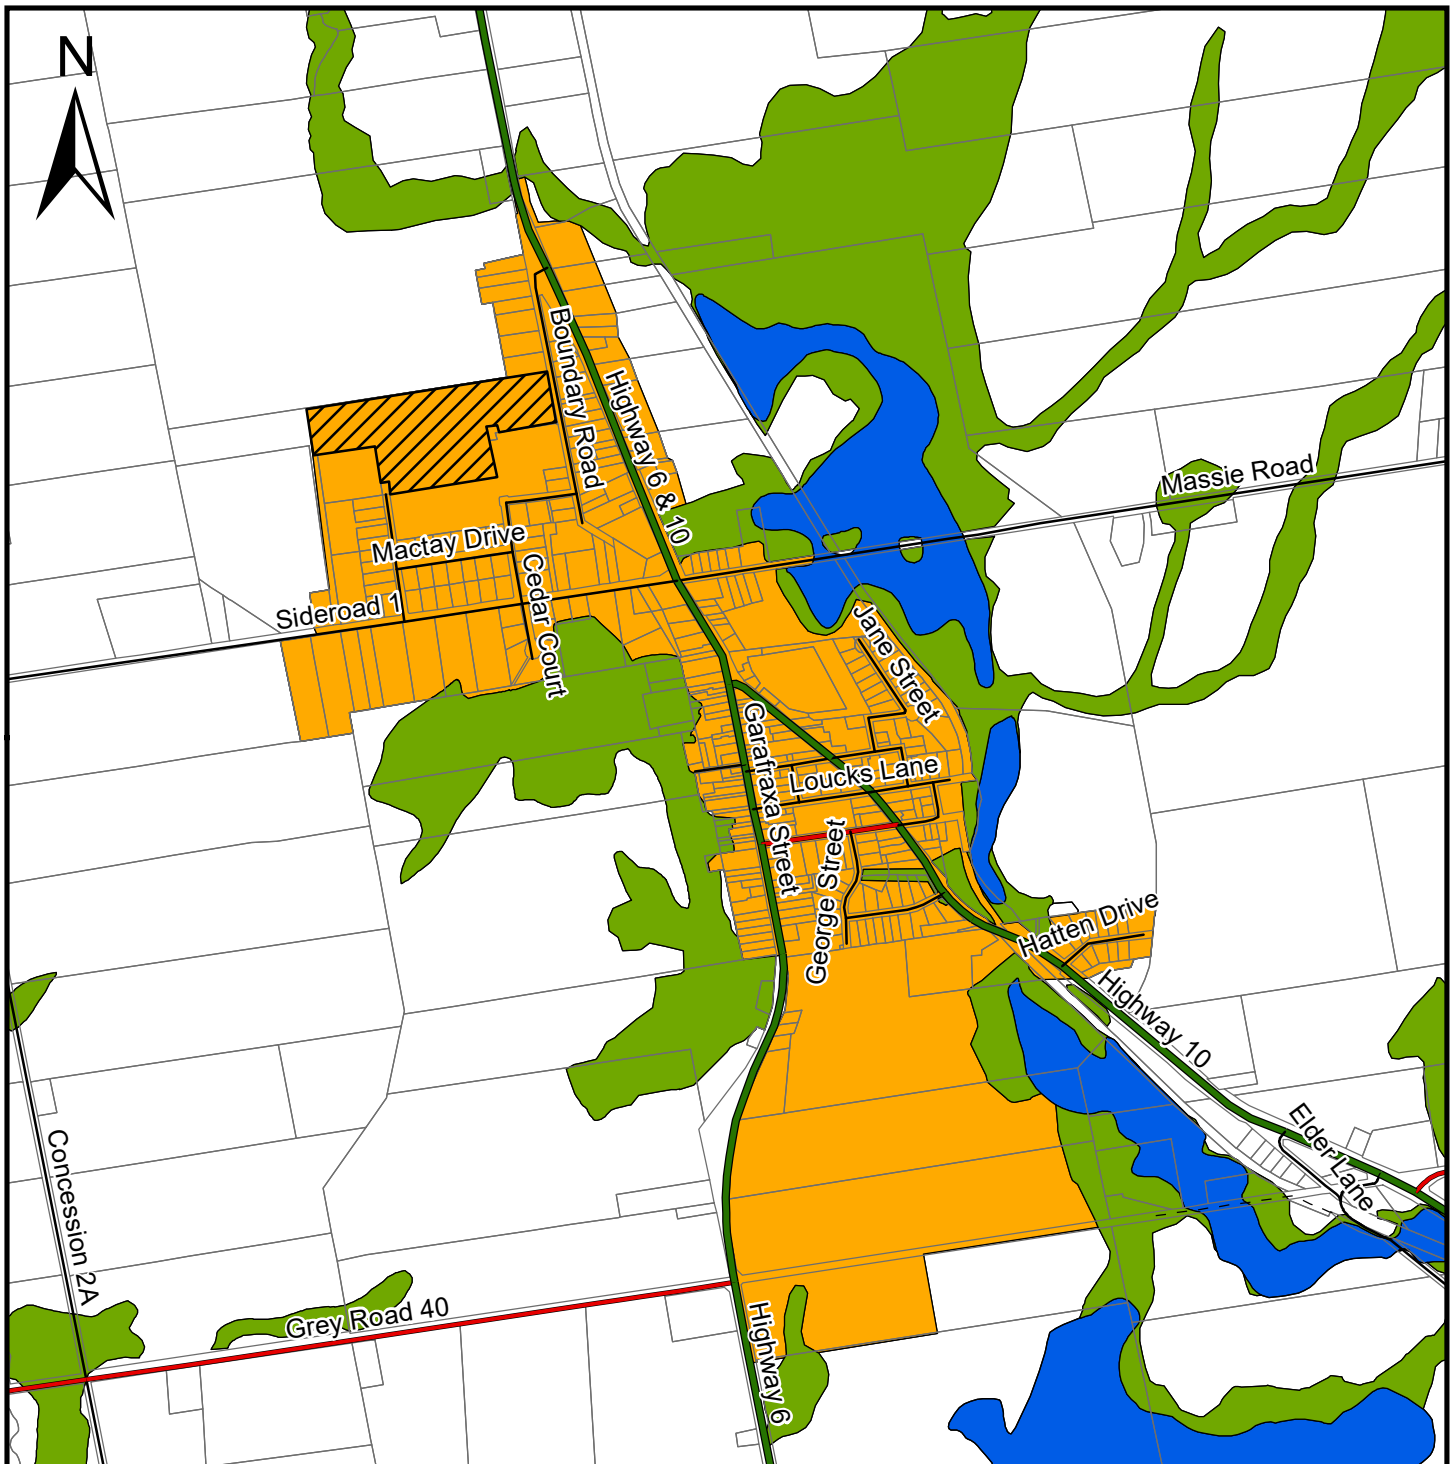 N
Boundary Road
Highway 6 & 10
Massie Road
Mactay Drive
Cedar Court
Sideroad 1
Jane Street
Garafraxa Street
Loucks Lane
George Street
Hatten Drive
Highway 10
Elder Lane
Concession 2A
Grey Road 40
Highway 6